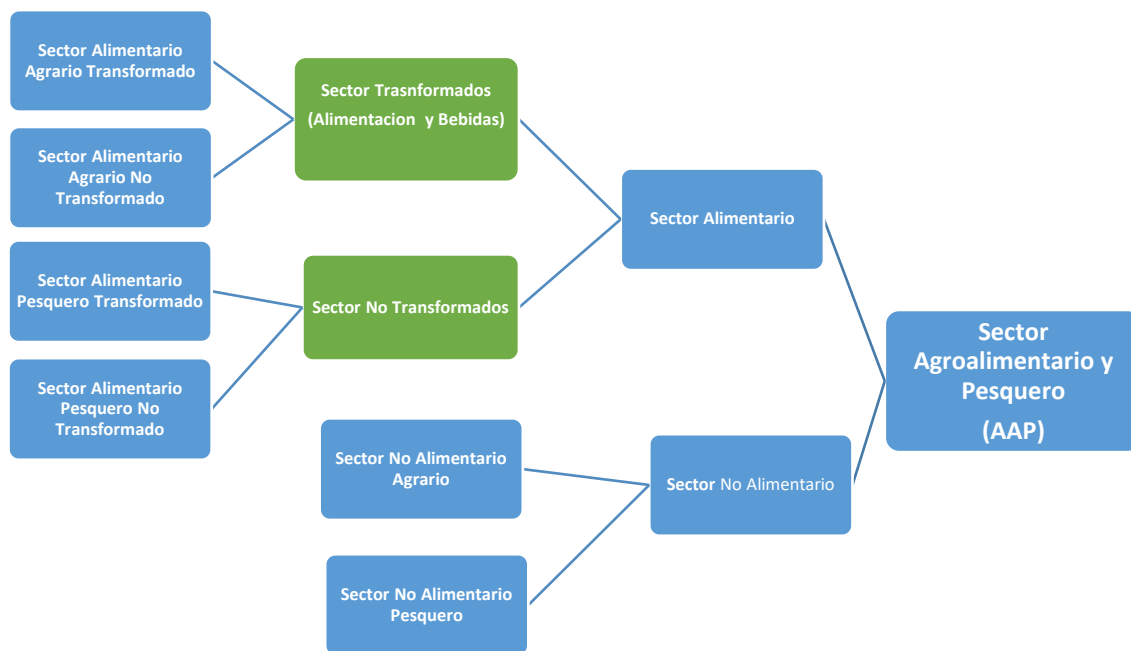 Sector Alimentario
Agrario Transformado
Sector Alimentario
Agrario No
Transformado
Sector Alimentario
Pesquero Transformado
Sector Alimentario
Pesquero No
Transformado
Sector Trasnformados
(Alimentacion y Bebidas)
Sector No Transformados
Sector No Alimentario
Agrario
Sector No Alimentario
Pesquero
Sector Alimentario
Sector No Alimentario
Sector
Agroalimentario y
Pesquero
(AAP)